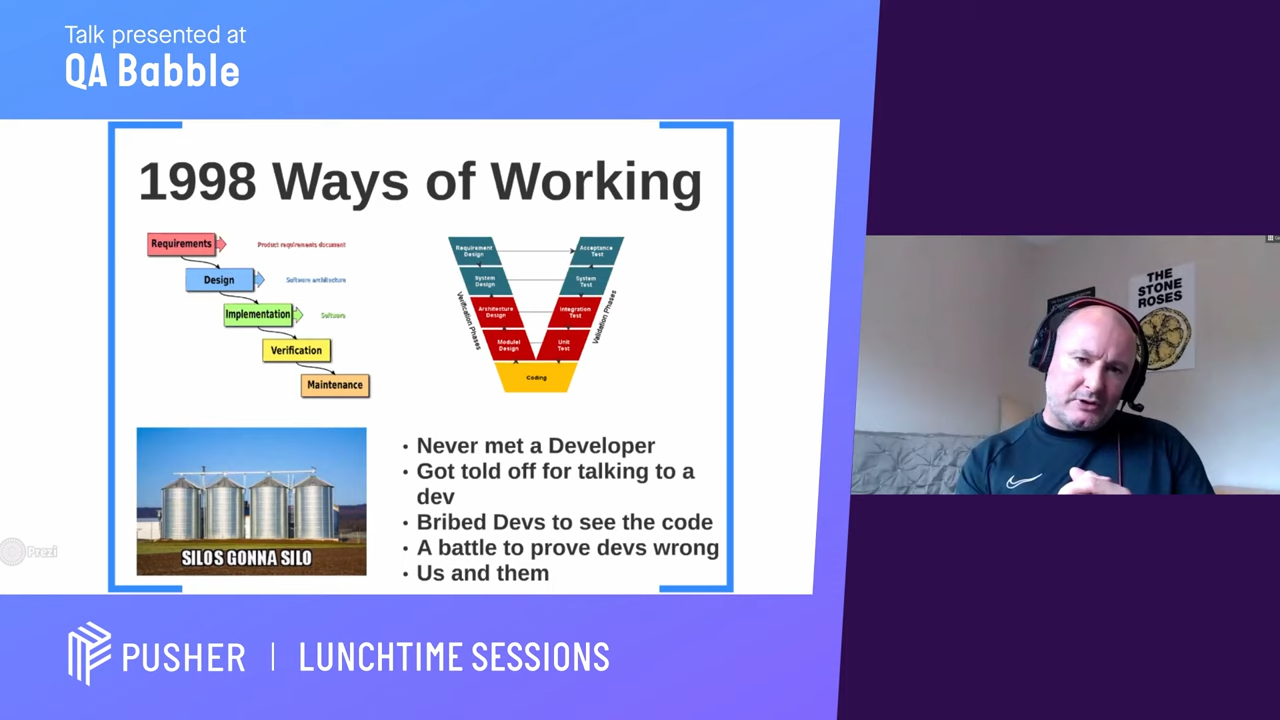 Talk presented at
QA Babble
1998 Ways of Working
Requirements
Product requirements document
Design
Software architecture
Implementation
Software
Verification
Maintenance
Requirement
Design
Acceptance
Test
System
Design
System
Test
Architecture
Design
Integration
Test
Module
Design
Unit
Test
Coding
Verification Phases
Validation Phases
SILOS GONNA SILO
• Never met a Developer
• Got told off for talking to a
dev
• Bribed Devs to see the code
• A battle to prove devs wrong
• Us and them
Prezi
THE
STONE
ROSES
PUSHER | LUNCHTIME SESSIONS